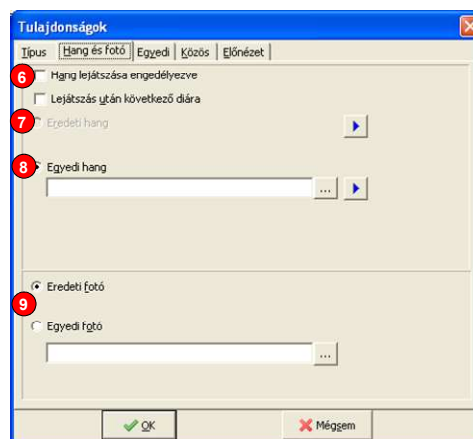 Tulajdonságok
Típus Hang és fotó Egyedi Közös Előnézet
6 Hang lejátszása engedélyezve
Lejátszás után következő diára
7 Eredeti hang
8 Egyedi hang
...
Eredeti fotó
9
Egyedi fotó
...
OK Mégsem